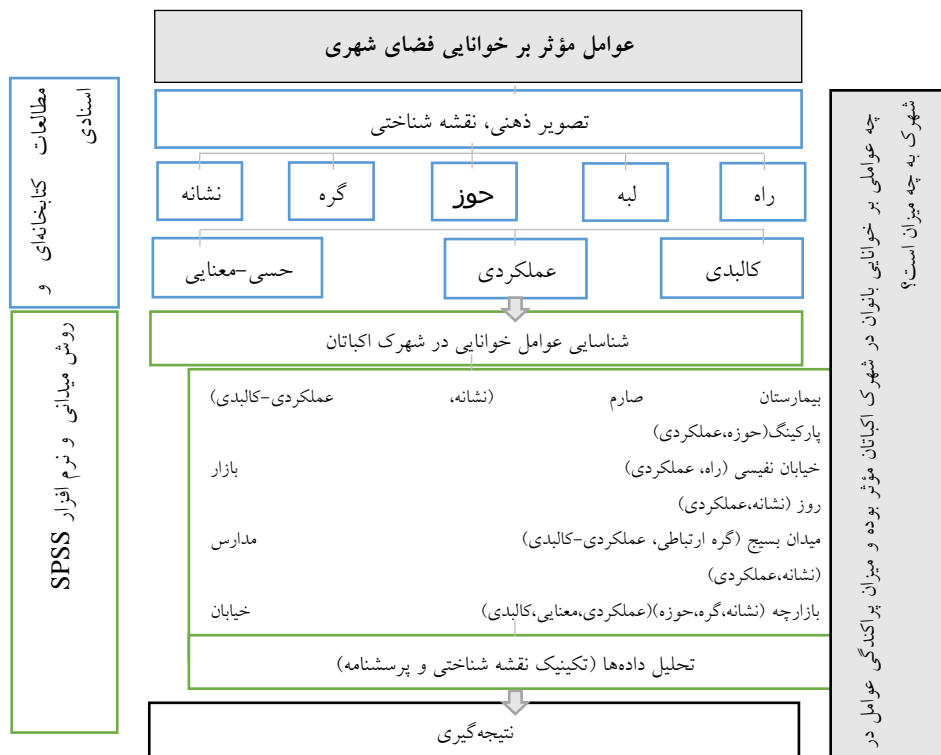 عوامل مؤثر بر خوانایی فضای شهری
تصویر ذهنی، نقشه شناختی
راه
لبه
حوز
گره
نشانه
کالبدی
عملکردی
حسی-معنایی
شناسایی عوامل خوانایی در شهرک اکباتان
بیمارستان صارم (نشانه، عملکردی-کالبدی)
پارکینگ(حوزه،عملکردی)
خیابان نفیسی (راه، عملکردی) بازار
روز (نشانه،عملکردی)
میدان بسیج (گره ارتباطی، عملکردی-کالبدی) مدارس
(نشانه،عملکردی)
بازارچه (نشانه،گره،حوزه)(عملکردی،معنایی،کالبدی) خیابان
تحلیل داده‌ها (تکینیک نقشه شناختی و پرسشنامه)
نتیجه‌گیری
چه عواملی بر خوانایی بانوان در شهرک اکباتان مؤثر بوده و میزان پراکندگی عوامل در
شهرک به چه میزان است؟
مطالعات کتابخانه‌ای و
اسنادی
روش میدانی و نرم افزار SPSS